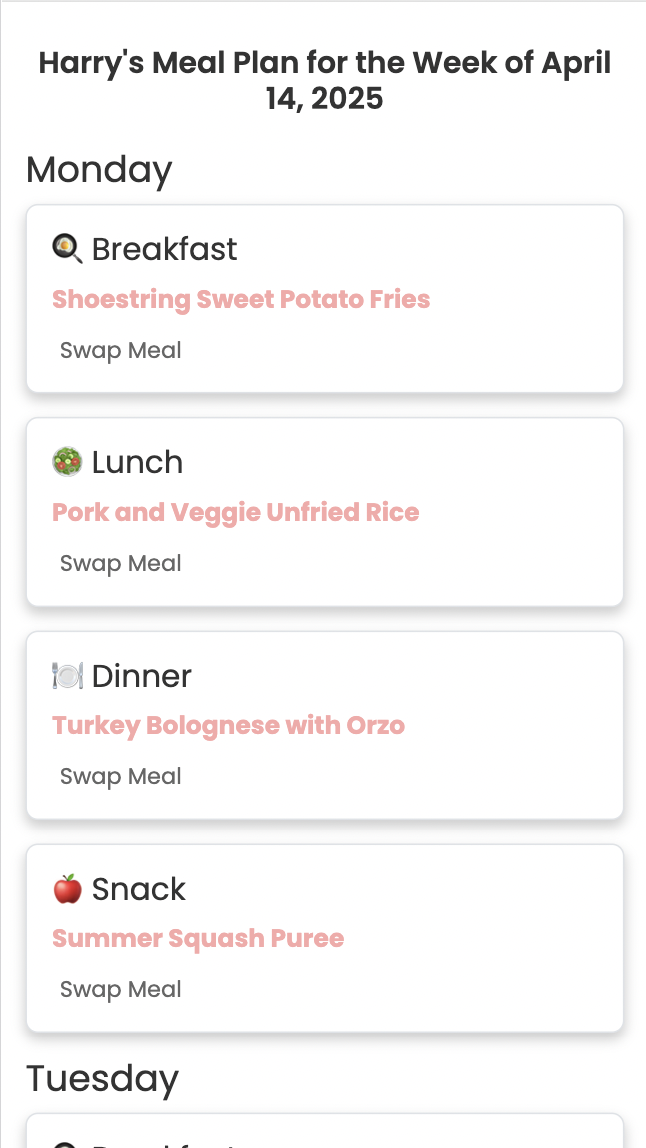 Harry's Meal Plan for the Week of April
14, 2025
Monday
Breakfast
Shoestring Sweet Potato Fries
Swap Meal
Lunch
Pork and Veggie Unfried Rice
Swap Meal
Dinner
Turkey Bolognese with Orzo
Swap Meal
Snack
Summer Squash Puree
Swap Meal
Tuesday